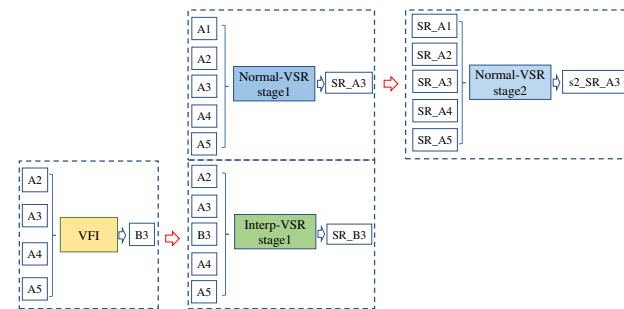 A1
A2
A3
A4
A5
Normal-VSR
stage1
SR_A3
SR_A1
SR_A2
SR_A3
SR_A4
SR_A5
Normal-VSR
stage2
s2_SR_A3
A2
A3
A4
A5
VFI
B3
A2
A3
B3
A4
A5
Interp-VSR
stage1
SR_B3